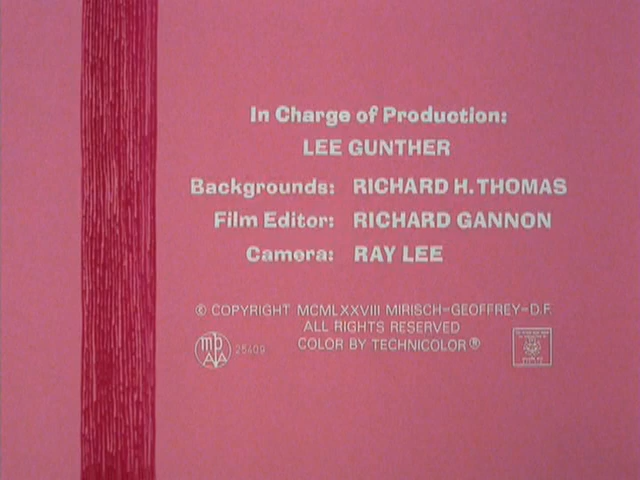 In Charge of Production:
LEE GUNTHER
Backgrounds: RICHARD H. THOMAS
Film Editor: RICHARD GANNON
Camera: RAY LEE
© COPYRIGHT MCMLXXVIII MIRISCH-GEOFFREY-D.F.
ALL RIGHTS RESERVED
COLOR BY TECHNICOLOR®
25409